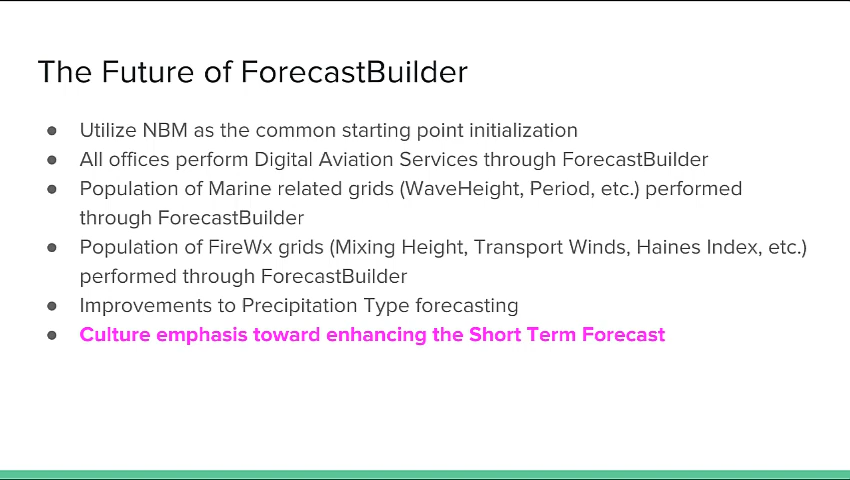 The Future of ForecastBuilder
● Utilize NBM as the common starting point initialization
● All offices perform Digital Aviation Services through ForecastBuilder
● Population of Marine related grids (WaveHeight, Period, etc.) performed
through ForecastBuilder
● Population of FireWx grids (Mixing Height, Transport Winds, Haines Index, etc.)
performed through ForecastBuilder
● Improvements to Precipitation Type forecasting
● Culture emphasis toward enhancing the Short Term Forecast